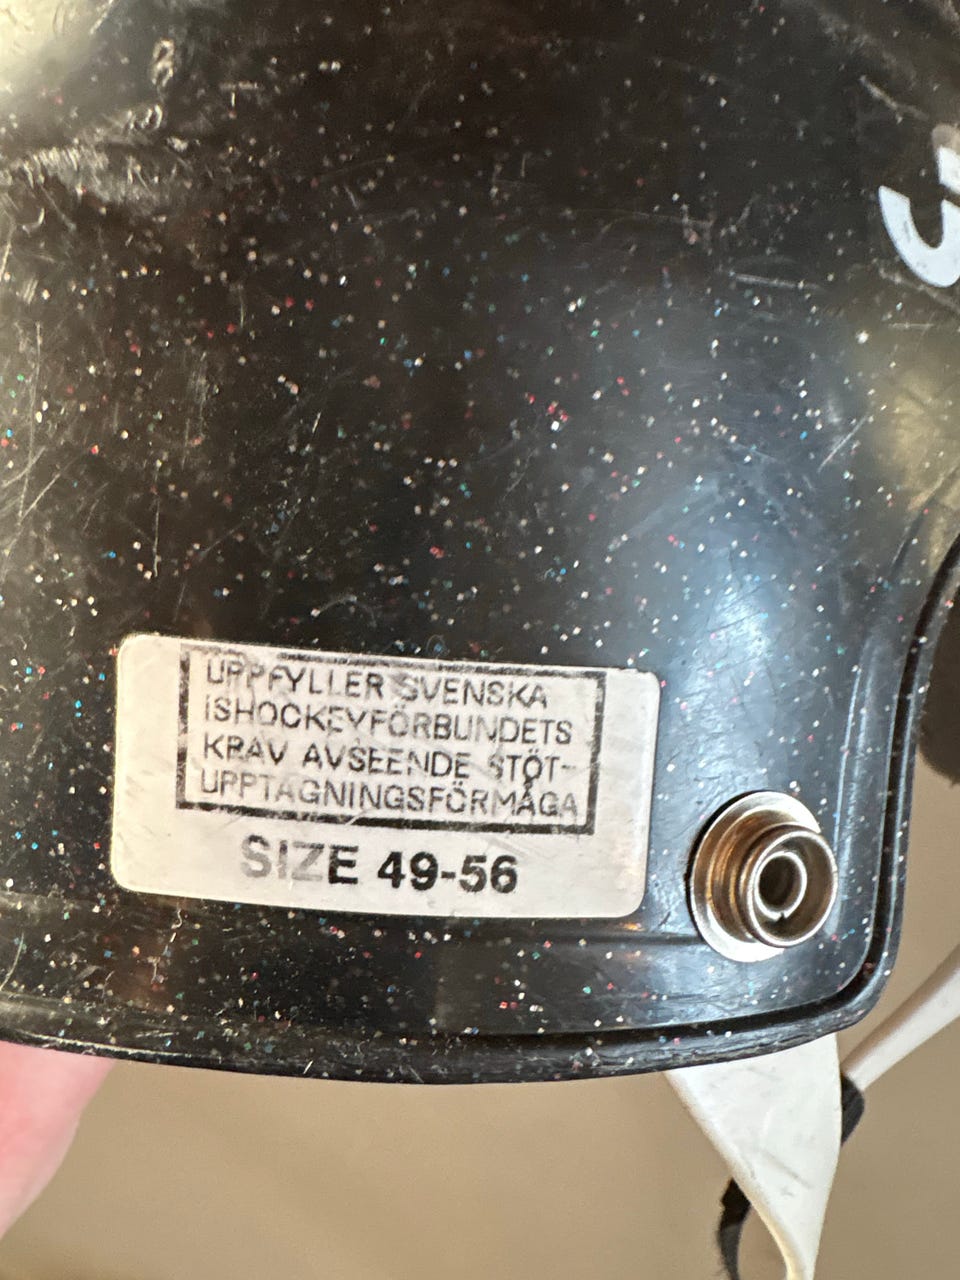 UPPFYLLER SVENSKA
ISHOCKEYFÖRBUNDETS
KRAV AVSEENDE STÖT-
UPPTAGNINGSFÖRMÅGA
SIZE 49-56